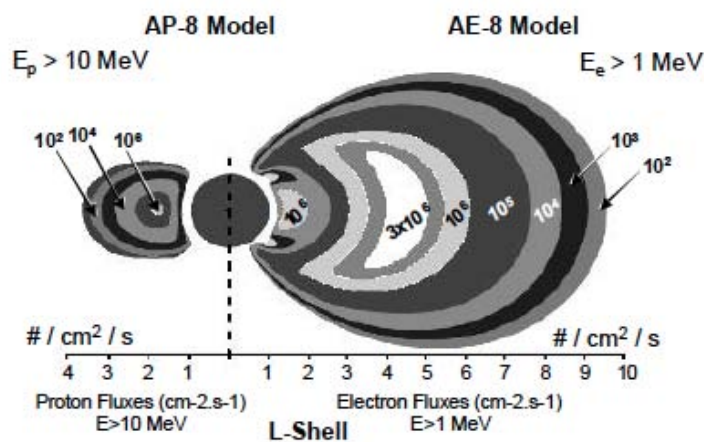 AP-8 Model AE-8 Model
Eₚ > 10 MeV Eₑ > 1 MeV
10² 10⁴ 10⁶ 10³ 10²
10⁶ 3x10⁶ 10⁶ 10⁵ 10⁴
# / cm² / s # / cm² / s
4 3 2 1 1 2 3 4 5 6 7 8 9 10
Proton Fluxes (cm-2.s-1) Electron Fluxes (cm-2.s-1)
E>10 MeV E>1 MeV
L-Shell